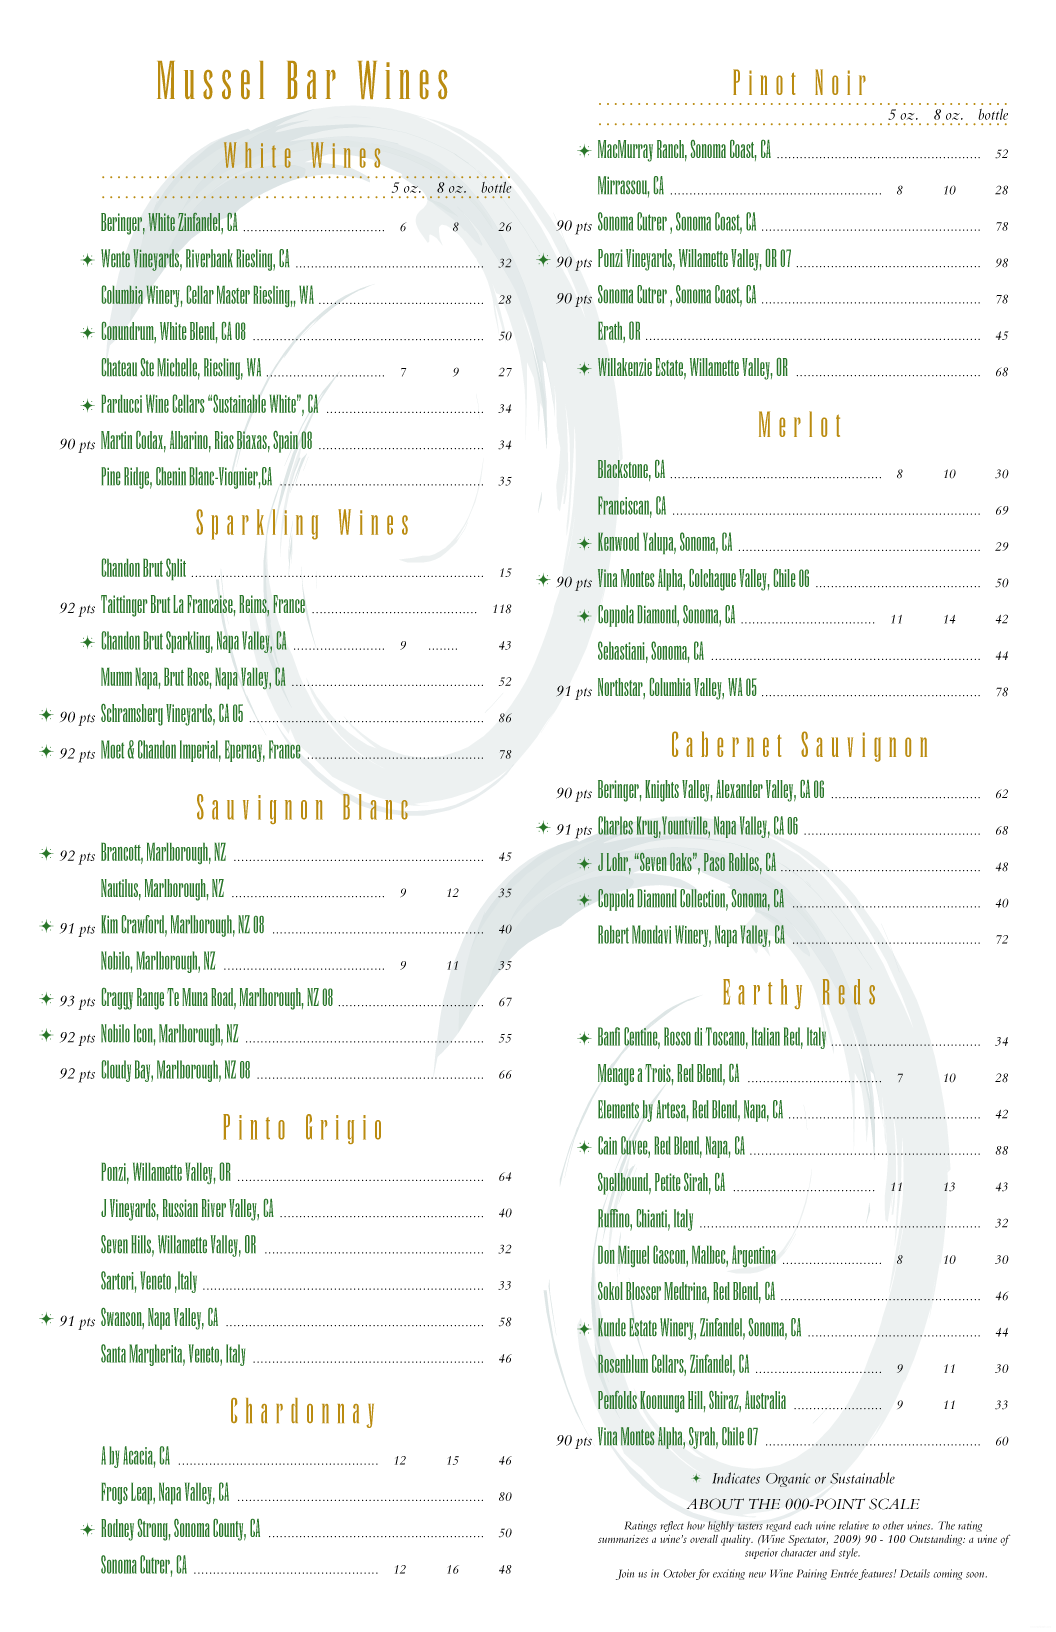 Mussel Bar Wines
White Wines
5 oz. 8 oz. bottle
Beringer, White Zinfandel, CA ........ 6 8 26
✦ Wente Vineyards, Riverbank Riesling, CA ........ 32
Columbia Winery, Cellar Master Riesling,, WA ........ 28
✦ Conundrum, White Blend, CA 08 ........ 50
Chateau Ste Michelle, Riesling, WA ........ 7 9 27
✦ Parducci Wine Cellars “Sustainable White”, CA ........ 34
90 pts Martin Codax, Albarino, Rias Biaxas, Spain 08 ........ 34
Pine Ridge, Chenin Blanc-Viognier,CA ........ 35
Sparkling Wines
Chandon Brut Split ........ 15
92 pts Taittinger Brut La Francaise, Reims, France ........ 118
✦ Chandon Brut Sparkling, Napa Valley, CA ........ 9 ........ 43
Mumm Napa, Brut Rose, Napa Valley, CA ........ 52
✦ 90 pts Schramsberg Vineyards, CA 05 ........ 86
✦ 92 pts Moet & Chandon Imperial, Epernay, France ........ 78
Sauvignon Blanc
✦ 92 pts Brancott, Marlborough, NZ ........ 45
Nautilus, Marlborough, NZ ........ 9 12 35
✦ 91 pts Kim Crawford, Marlborough, NZ 08 ........ 40
Nobilo, Marlborough, NZ ........ 9 11 35
✦ 93 pts Craggy Range Te Muna Road, Marlborough, NZ 08 ........ 67
✦ 92 pts Nobilo Icon, Marlborough, NZ ........ 55
92 pts Cloudy Bay, Marlborough, NZ 08 ........ 66
Pinto Grigio
Ponzi, Willamette Valley, OR ........ 64
J Vineyards, Russian River Valley, CA ........ 40
Seven Hills, Willamette Valley, OR ........ 32
Sartori, Veneto ,Italy ........ 33
✦ 91 pts Swanson, Napa Valley, CA ........ 58
Santa Margherita, Veneto, Italy ........ 46
Chardonnay
A by Acacia, CA ........ 12 15 46
Frogs Leap, Napa Valley, CA ........ 80
✦ Rodney Strong, Sonoma County, CA ........ 50
Sonoma Cutrer, CA ........ 12 16 48
Pinot Noir
5 oz. 8 oz. bottle
✦ MacMurray Ranch, Sonoma Coast, CA ........ 52
Mirrassou, CA ........ 8 10 28
90 pts Sonoma Cutrer , Sonoma Coast, CA ........ 78
✦ 90 pts Ponzi Vineyards, Willamette Valley, OR 07 ........ 98
90 pts Sonoma Cutrer , Sonoma Coast, CA ........ 78
Erath, OR ........ 45
✦ Willakenzie Estate, Willamette Valley, OR ........ 68
Merlot
Blackstone, CA ........ 8 10 30
Franciscan, CA ........ 69
✦ Kenwood Yalupa, Sonoma, CA ........ 29
✦ 90 pts Vina Montes Alpha, Colchague Valley, Chile 06 ........ 50
✦ Coppola Diamond, Sonoma, CA ........ 11 14 42
Sebastiani, Sonoma, CA ........ 44
91 pts Northstar, Columbia Valley, WA 05 ........ 78
Cabernet Sauvignon
90 pts Beringer, Knights Valley, Alexander Valley, CA 06 ........ 62
✦ 91 pts Charles Krug,Yountville, Napa Valley, CA 06 ........ 68
✦ J Lohr, “Seven Oaks”, Paso Robles, CA ........ 48
✦ Coppola Diamond Collection, Sonoma, CA ........ 40
Robert Mondavi Winery, Napa Valley, CA ........ 72
Earthy Reds
✦ Banfi Centine, Rosso di Toscano, Italian Red, Italy ........ 34
Menage a Trois, Red Blend, CA ........ 7 10 28
Elements by Artesa, Red Blend, Napa, CA ........ 42
✦ Cain Cuvee, Red Blend, Napa, CA ........ 88
Spellbound, Petite Sirah, CA ........ 11 13 43
Ruffino, Chianti, Italy ........ 32
Don Miguel Gascon, Malbec, Argentina ........ 8 10 30
Sokol Blosser Medtrina, Red Blend, CA ........ 46
✦ Kunde Estate Winery, Zinfandel, Sonoma, CA ........ 44
Rosenblum Cellars, Zinfandel, CA ........ 9 11 30
Penfolds Koonunga Hill, Shiraz, Australia ........ 9 11 33
90 pts Vina Montes Alpha, Syrah, Chile 07 ........ 60
✦ Indicates Organic or Sustainable
ABOUT THE 000-POINT SCALE
Ratings reflect how highly tasters regard each wine relative to other wines. The rating
summarizes a wine's overall quality. (Wine Spectator, 2009) 90 - 100 Outstanding: a wine of
superior character and style.
Join us in October for exciting new Wine Pairing Entrée features! Details coming soon.